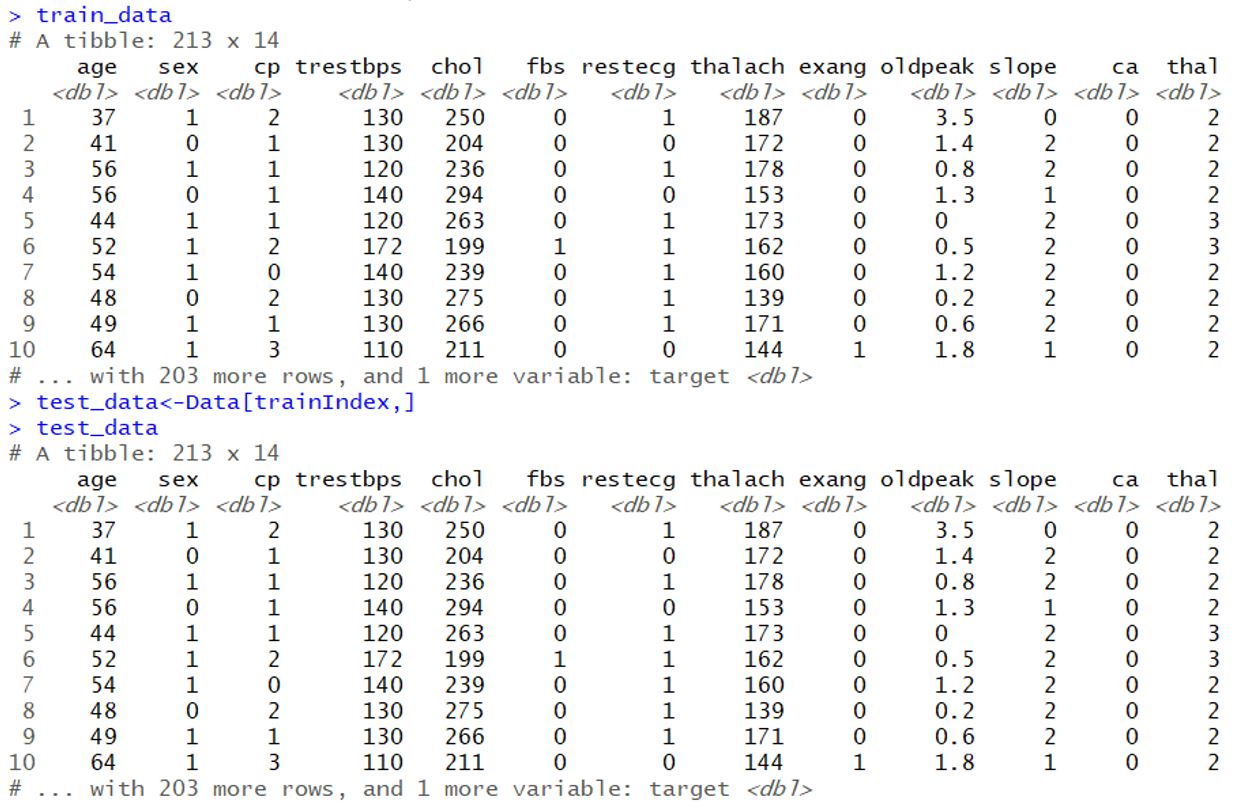 > train_data
# A tibble: 213 x 14
age sex cp trestbps chol fbs restecg thalach exang oldpeak slope ca thal
<dbl> <dbl> <dbl> <dbl> <dbl> <dbl> <dbl> <dbl> <dbl> <dbl> <dbl> <dbl> <dbl>
1 37 1 2 130 250 0 1 187 0 3.5 0 0 2
2 41 0 1 130 204 0 0 172 0 1.4 2 0 2
3 56 1 1 120 236 0 1 178 0 0.8 2 0 2
4 56 0 1 140 294 0 0 153 0 1.3 1 0 2
5 44 1 1 120 263 0 1 173 0 0 2 0 3
6 52 1 2 172 199 1 1 162 0 0.5 2 0 3
7 54 1 0 140 239 0 1 160 0 1.2 2 0 2
8 48 0 2 130 275 0 1 139 0 0.2 2 0 2
9 49 1 1 130 266 0 1 171 0 0.6 2 0 2
10 64 1 3 110 211 0 0 144 1 1.8 1 0 2
# ... with 203 more rows, and 1 more variable: target <dbl>
> test_data<-Data[trainIndex,]
> test_data
# A tibble: 213 x 14
age sex cp trestbps chol fbs restecg thalach exang oldpeak slope ca thal
<dbl> <dbl> <dbl> <dbl> <dbl> <dbl> <dbl> <dbl> <dbl> <dbl> <dbl> <dbl> <dbl>
1 37 1 2 130 250 0 1 187 0 3.5 0 0 2
2 41 0 1 130 204 0 0 172 0 1.4 2 0 2
3 56 1 1 120 236 0 1 178 0 0.8 2 0 2
4 56 0 1 140 294 0 0 153 0 1.3 1 0 2
5 44 1 1 120 263 0 1 173 0 0 2 0 3
6 52 1 2 172 199 1 1 162 0 0.5 2 0 3
7 54 1 0 140 239 0 1 160 0 1.2 2 0 2
8 48 0 2 130 275 0 1 139 0 0.2 2 0 2
9 49 1 1 130 266 0 1 171 0 0.6 2 0 2
10 64 1 3 110 211 0 0 144 1 1.8 1 0 2
# ... with 203 more rows, and 1 more variable: target <dbl>